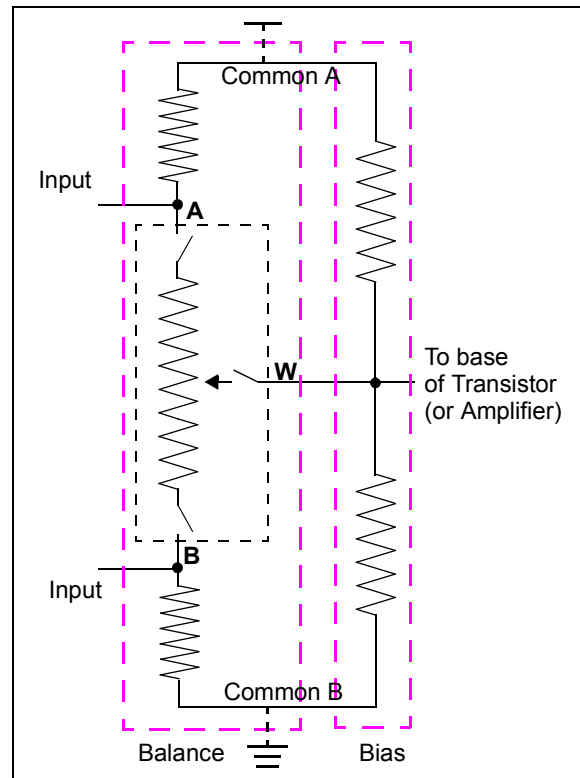 Common A
Input
A
W
To base
of Transistor
(or Amplifier)
B
Input
Common B
Balance
Bias